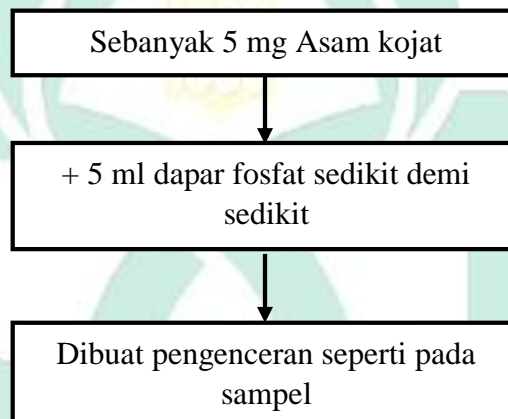 Sebanyak 5 mg Asam kojat
+ 5 ml dapar fosfat sedikit demi
sedikit
Dibuat pengenceran seperti pada
sampel